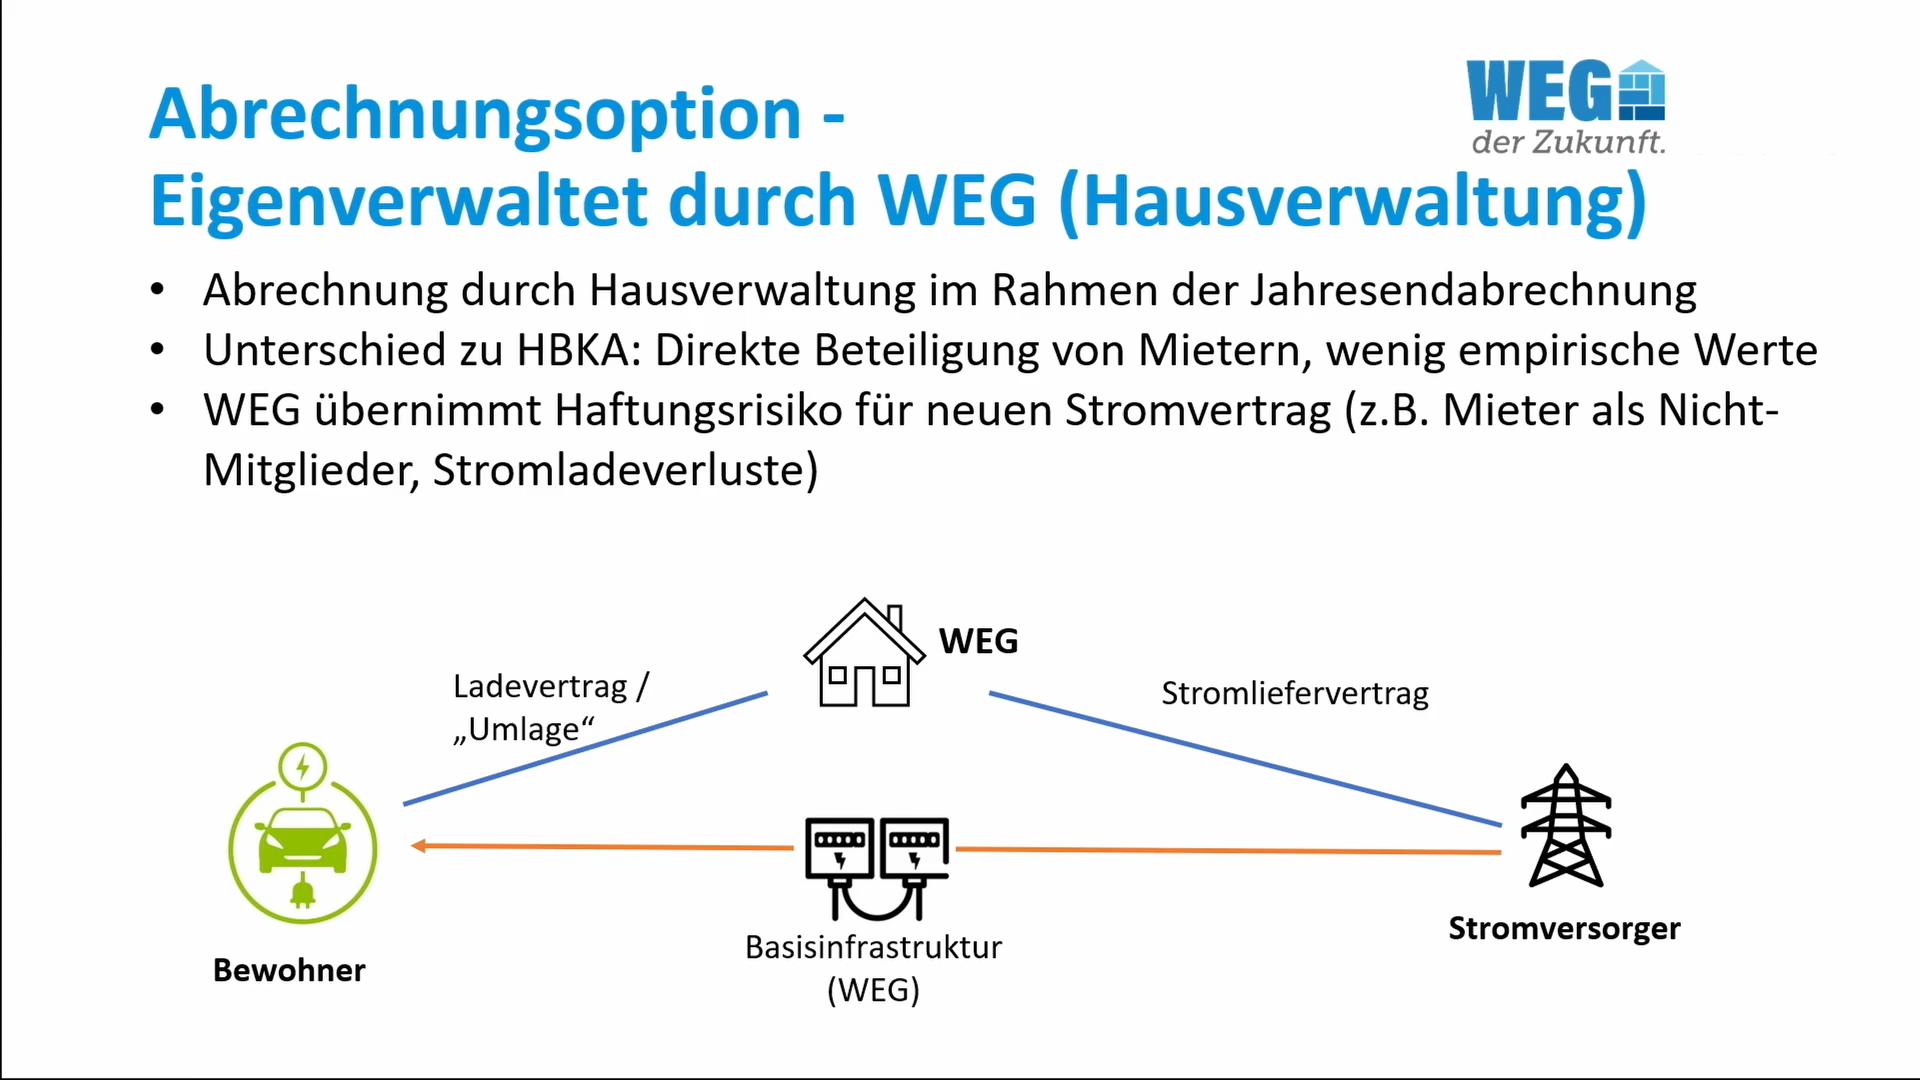 WEG
der Zukunft.
Abrechnungsoption -
Eigenverwaltet durch WEG (Hausverwaltung)
• Abrechnung durch Hausverwaltung im Rahmen der Jahresendabrechnung
• Unterschied zu HBKA: Direkte Beteiligung von Mietern, wenig empirische Werte
• WEG übernimmt Haftungsrisiko für neuen Stromvertrag (z.B. Mieter als Nicht-
Mitglieder, Stromladeverluste)
WEG
Ladevertrag /
„Umlage“
Stromliefervertrag
Bewohner
Basisinfrastruktur
(WEG)
Stromversorger